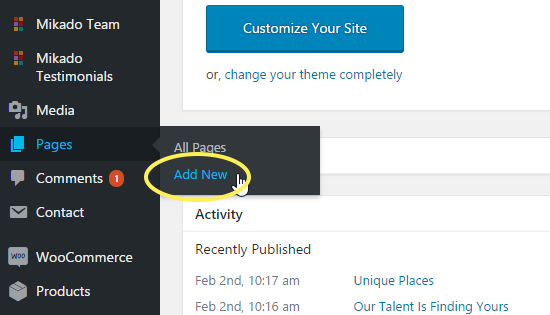 Mikado Team
Mikado
Testimonials
Media
Pages
Comments 1
Contact
WOO WooCommerce
Products
All Pages
Add New
Customize Your Site
or, change your theme completely
Activity
Recently Published
Feb 2nd, 10:17 am Unique Places
Feb 2nd, 10:16 am Our Talent Is Finding Yours